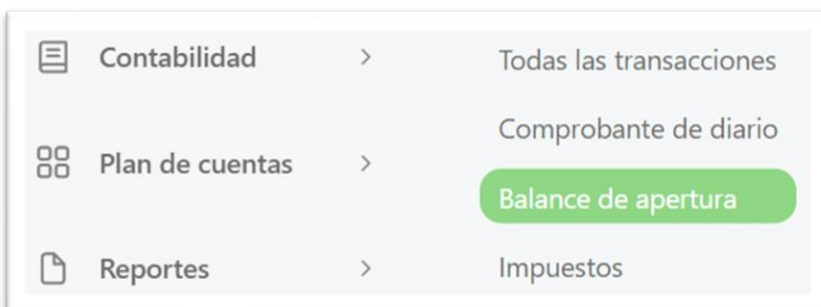 Contabilidad
Plan de cuentas
Reportes
Todas las transacciones
Comprobante de diario
Balance de apertura
Impuestos